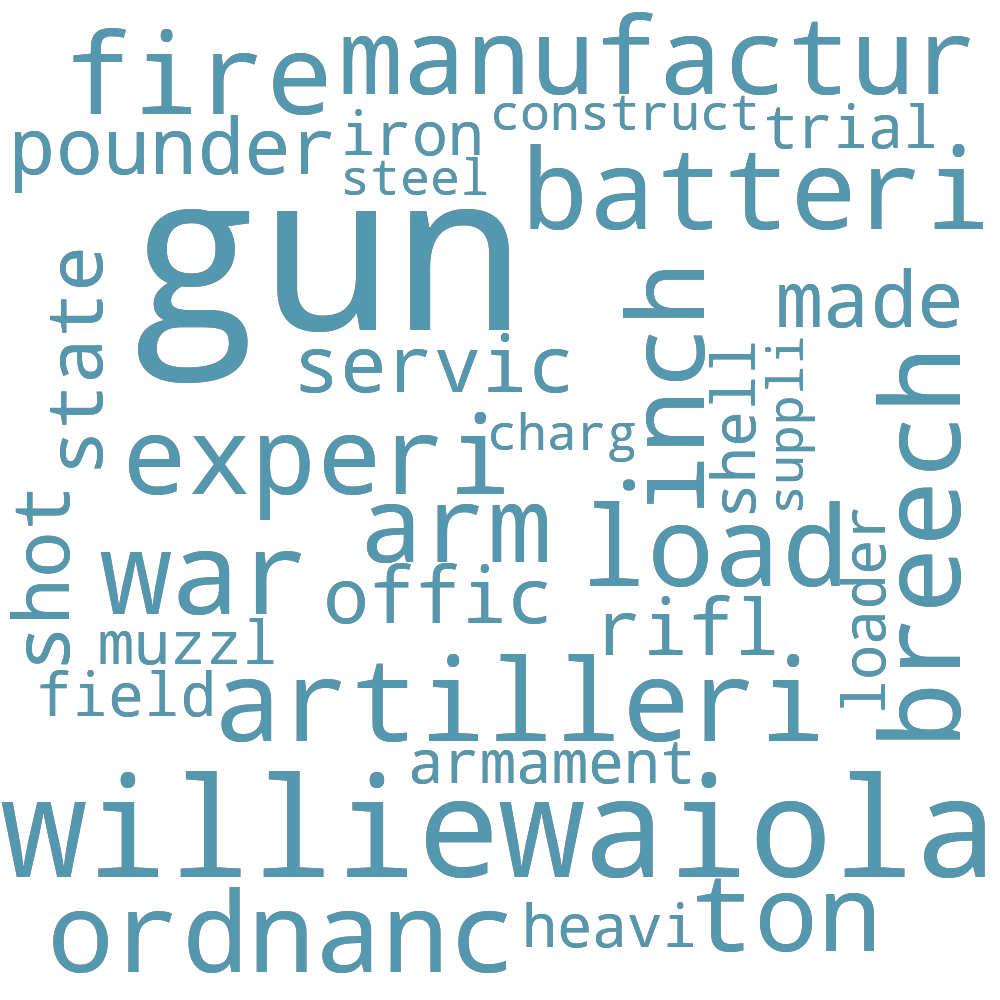 fire
manufactur
pounder
iron
construct
trial
steel
batteri
gun
state
servic
inch
made
shell
suppli
breech
experi
charg
shot
arm
load
war
offic
rifl
loader
muzzl
field
artilleri
armament
williewaiola
ordnanc
heavi
ton